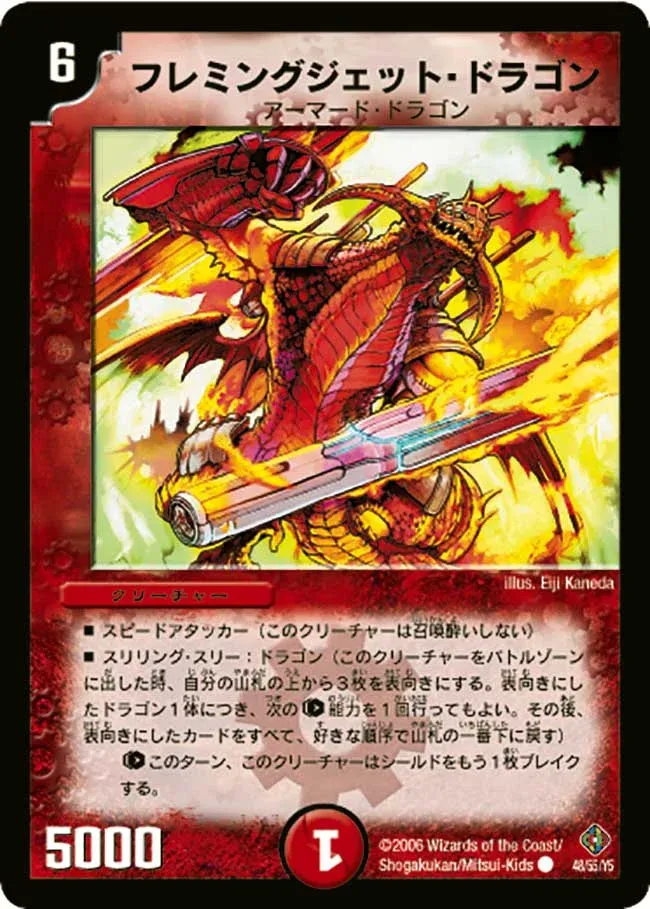 6
フレミングジェット・ドラゴン
アーマード・ドラゴン
illus. Eiji Kaneda
クリーチャー
■ スピードアタッカー（このクリーチャーは召喚酔いしない）
■ スリリング・スリー：ドラゴン（このクリーチャーをバトルゾーン
に出した時、自分の山札の上から３枚を表向きにする。表向きにし
たドラゴン１体につき、次の 能力を１回行ってもよい。その後、
表向きにしたカードをすべて、好きな順序で山札の一番下に戻す）
このターン、このクリーチャーはシールドをもう１枚ブレイク
する。
5000
1
©2006 Wizards of the Coast/
Shogakukan/Mitsui-Kids
48/55/Y5